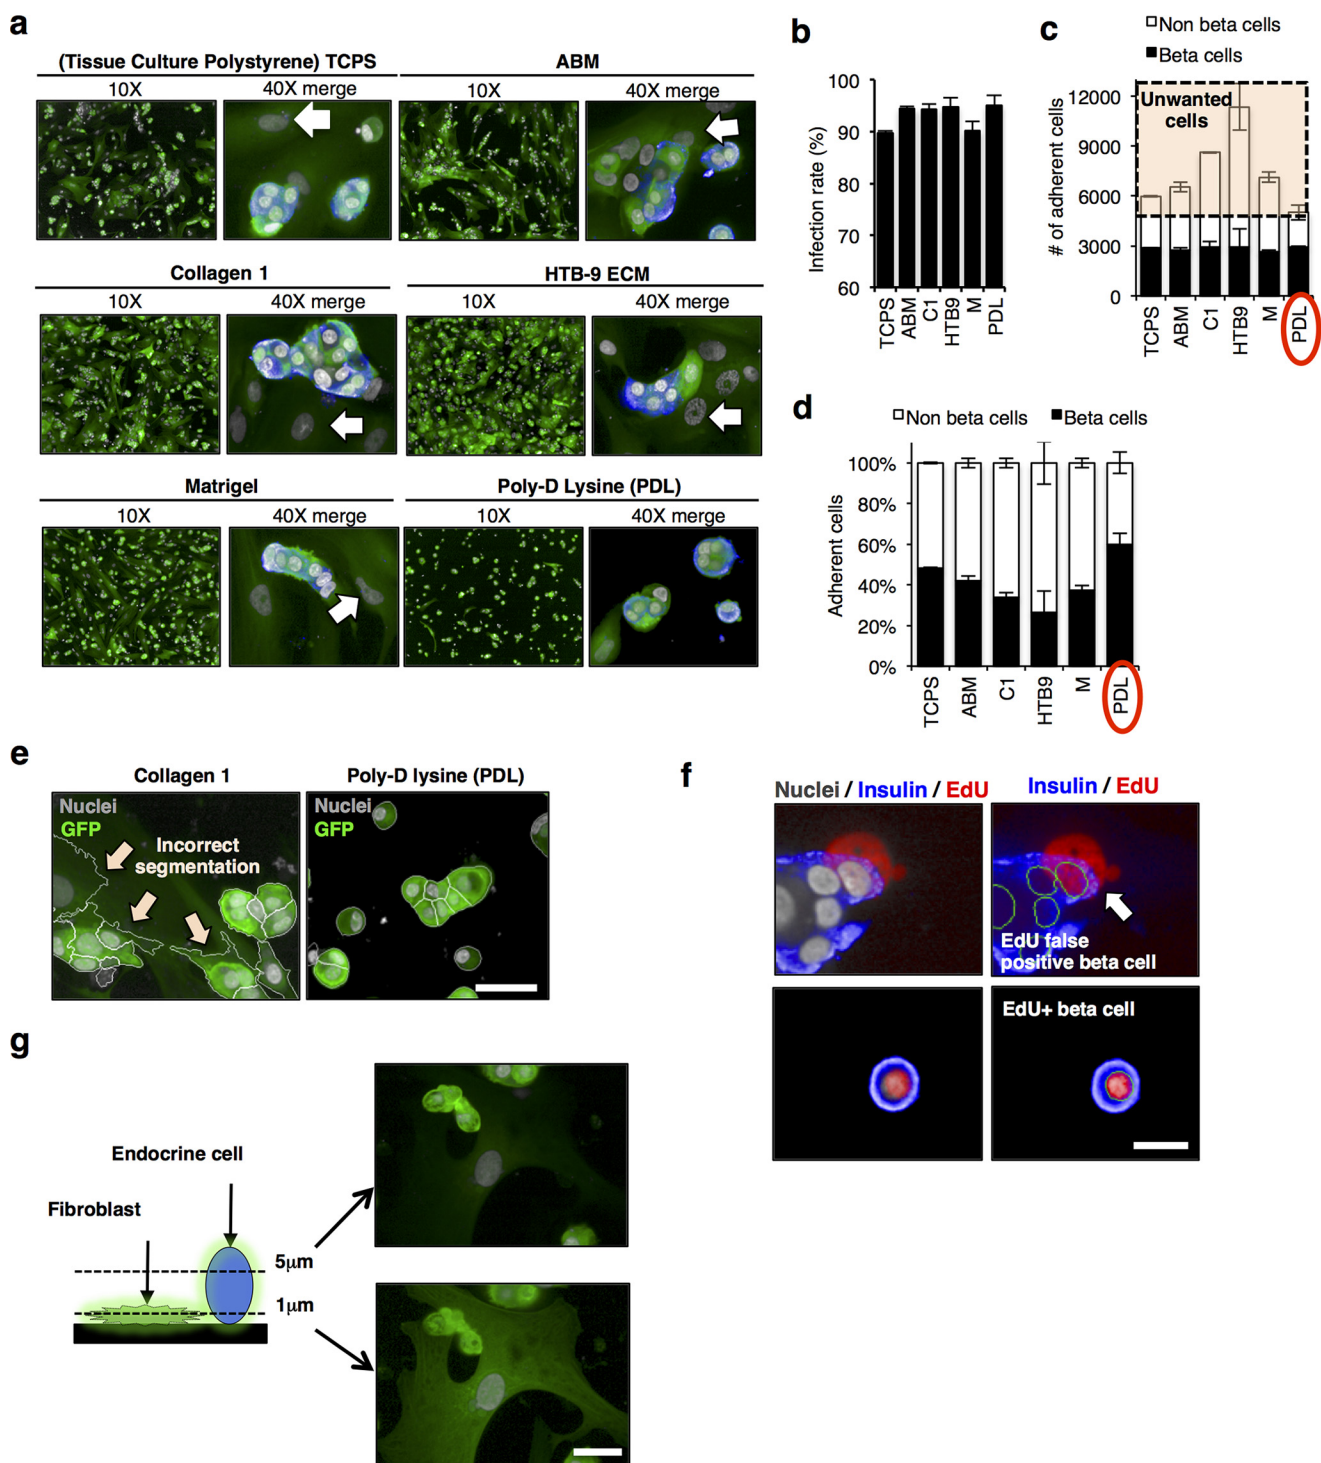 a
(Tissue Culture Polystyrene) TCPS
ABM
10X
40X merge
10X
40X merge
Collagen 1
HTB-9 ECM
10X
40X merge
10X
40X merge
Matrigel
Poly-D Lysine (PDL)
10X
40X merge
10X
40X merge
b
Infection rate (%)
100
90
80
70
60
TCPS
ABM
C1
HTB9
M
PDL
c
Non beta cells
Beta cells
# of adherent cells
12000
9000
6000
3000
0
Unwanted
cells
TCPS
ABM
C1
HTB9
M
PDL
d
Non beta cells
Beta cells
Adherent cells
100%
80%
60%
40%
20%
0%
TCPS
ABM
C1
HTB9
M
PDL
e
Collagen 1
Poly-D lysine (PDL)
Nuclei
GFP
Incorrect
segmentation
Nuclei
GFP
f
Nuclei / Insulin / EdU
Insulin / EdU
EdU false
positive beta cell
EdU+ beta cell
g
Endocrine cell
Fibroblast
5μm
1μm